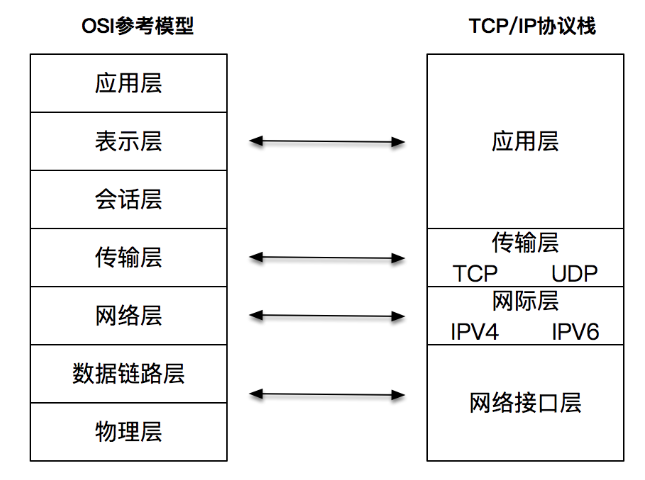 OSI参考模型
TCP/IP协议栈
应用层
表示层
会话层
传输层
网络层
数据链路层
物理层
应用层
传输层
TCP UDP
网际层
IPV4 IPV6
网络接口层